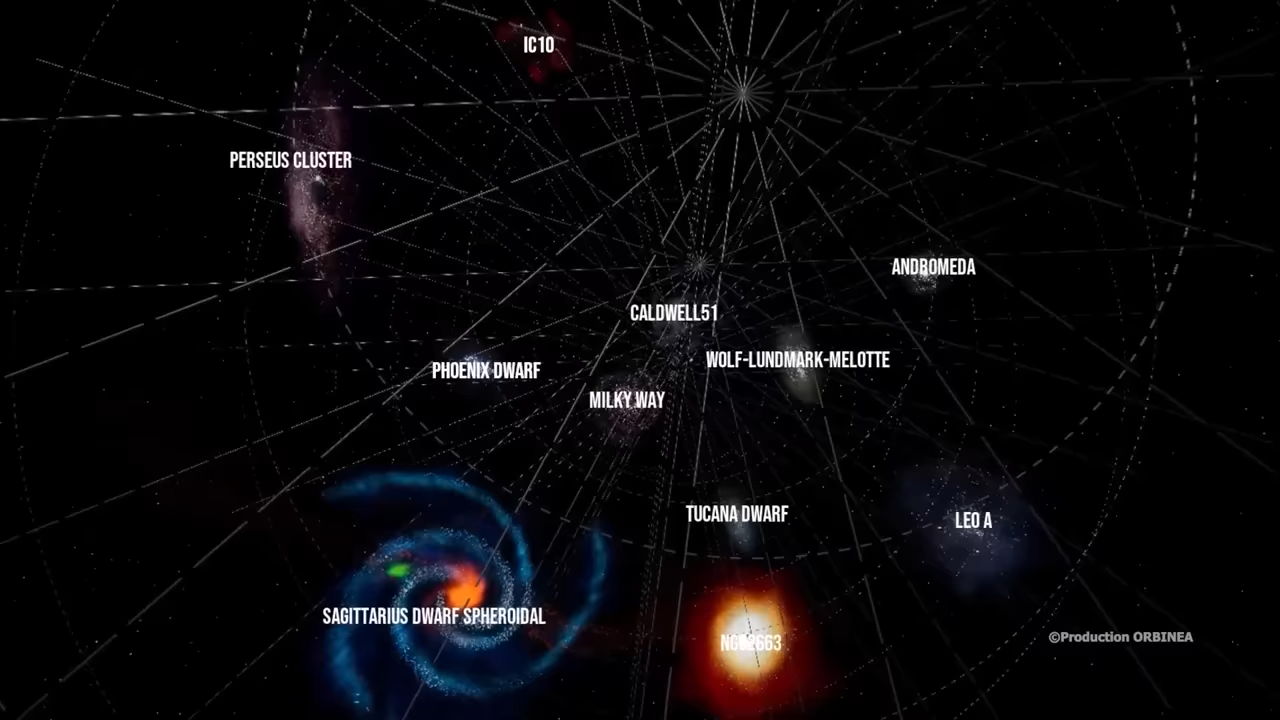 IC10
PERSEUS CLUSTER
ANDROMEDA
CALDWELL51
WOLF-LUNDMARK-MELOTTE
PHOENIX DWARF
MILKY WAY
TUCANA DWARF
LEO A
SAGITTARIUS DWARF SPHEROIDAL
©Production ORBINEA